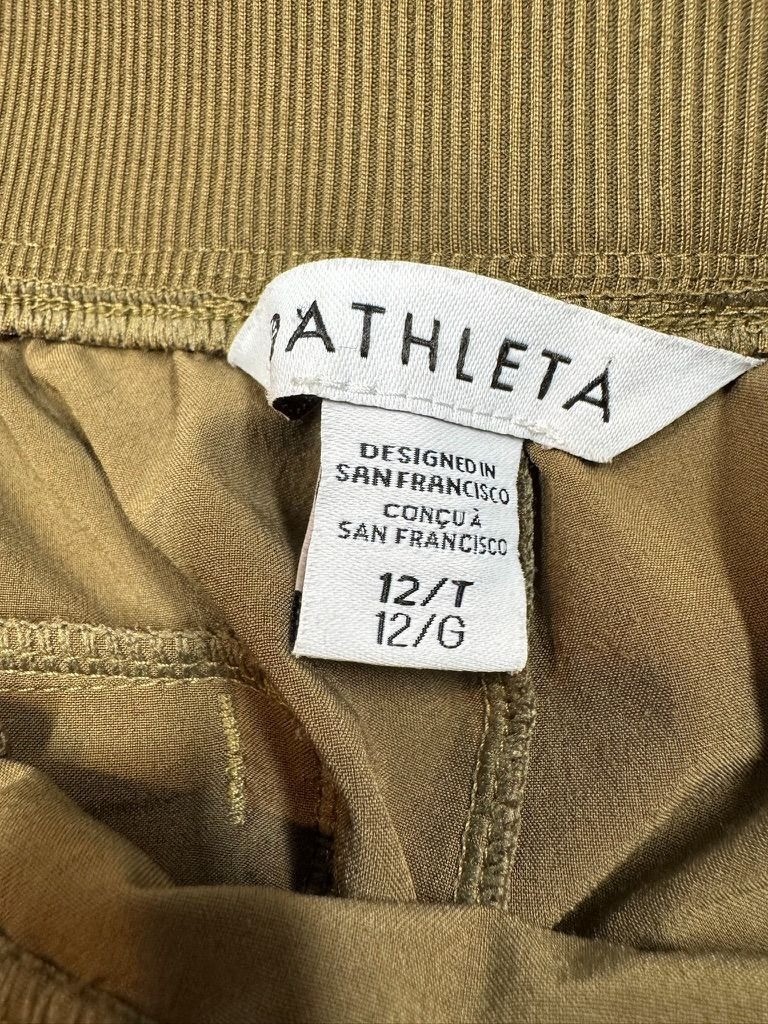 ATHLETA
DESIGNED IN
SAN FRANCISCO
CONÇU À
SAN FRANCISCO
12/T
12/G